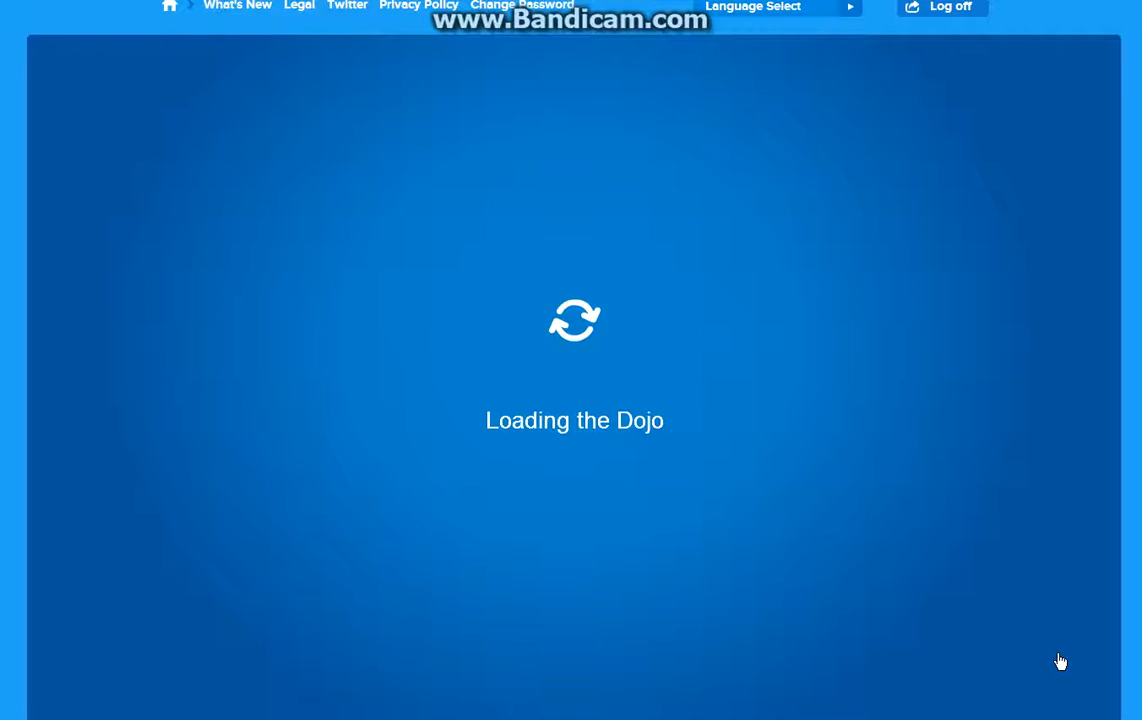 What's New Legal Twitter Privacy Policy Change Password Language Select Log off
www.Bandicam.com
Loading the Dojo